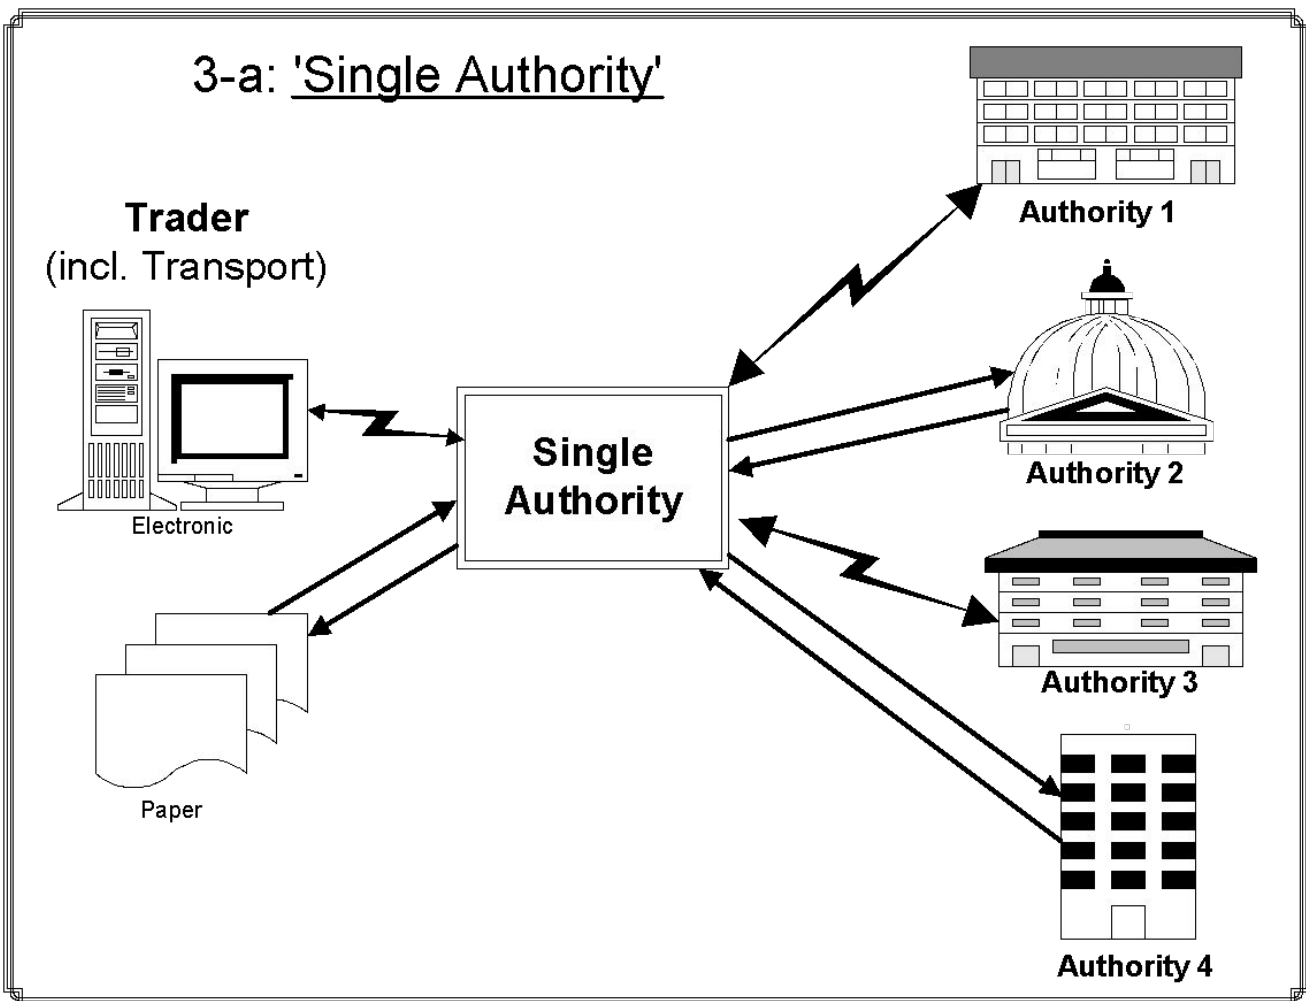 3-a: 'Single Authority'
Trader
(incl. Transport)
Electronic
Paper
Single
Authority
Authority 1
Authority 2
Authority 3
Authority 4